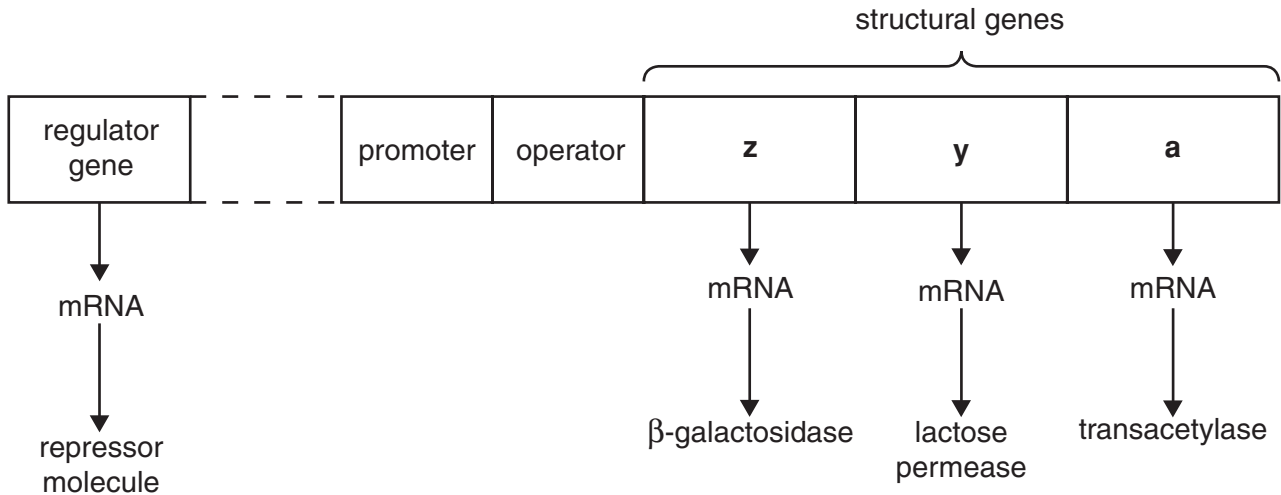 structural genes
regulator
gene
promoter
operator
z
y
a
mRNA
mRNA
mRNA
mRNA
repressor
molecule
β-galactosidase
lactose
permease
transacetylase